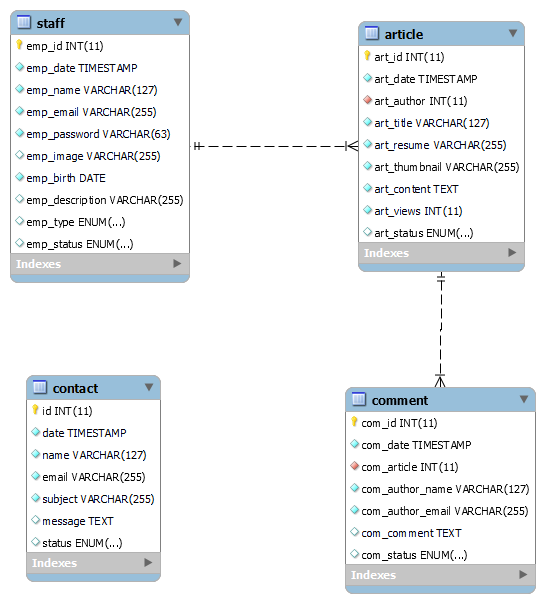 staff
emp_id INT(11)
emp_date TIMESTAMP
emp_name VARCHAR(127)
emp_email VARCHAR(255)
emp_password VARCHAR(63)
emp_image VARCHAR(255)
emp_birth DATE
emp_description VARCHAR(255)
emp_type ENUM(...)
emp_status ENUM(...)
Indexes
article
art_id INT(11)
art_date TIMESTAMP
art_author INT(11)
art_title VARCHAR(127)
art_resume VARCHAR(255)
art_thumbnail VARCHAR(255)
art_content TEXT
art_views INT(11)
art_status ENUM(...)
Indexes
contact
id INT(11)
date TIMESTAMP
name VARCHAR(127)
email VARCHAR(255)
subject VARCHAR(255)
message TEXT
status ENUM(...)
Indexes
comment
com_id INT(11)
com_date TIMESTAMP
com_article INT(11)
com_author_name VARCHAR(127)
com_author_email VARCHAR(255)
com_comment TEXT
com_status ENUM(...)
Indexes